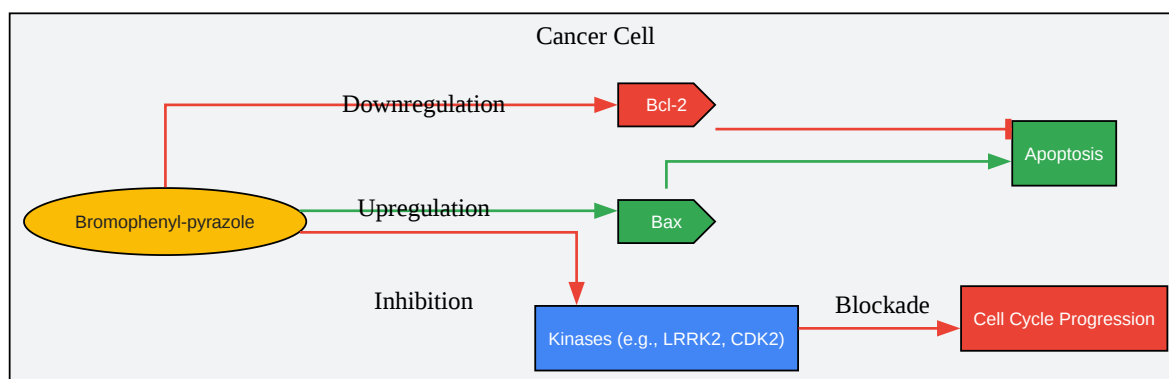 Cancer Cell
Downregulation
Bcl-2
Apoptosis
Bromophenyl-pyrazole
Upregulation
Bax
Inhibition
Kinases (e.g., LRRK2, CDK2)
Blockade
Cell Cycle Progression